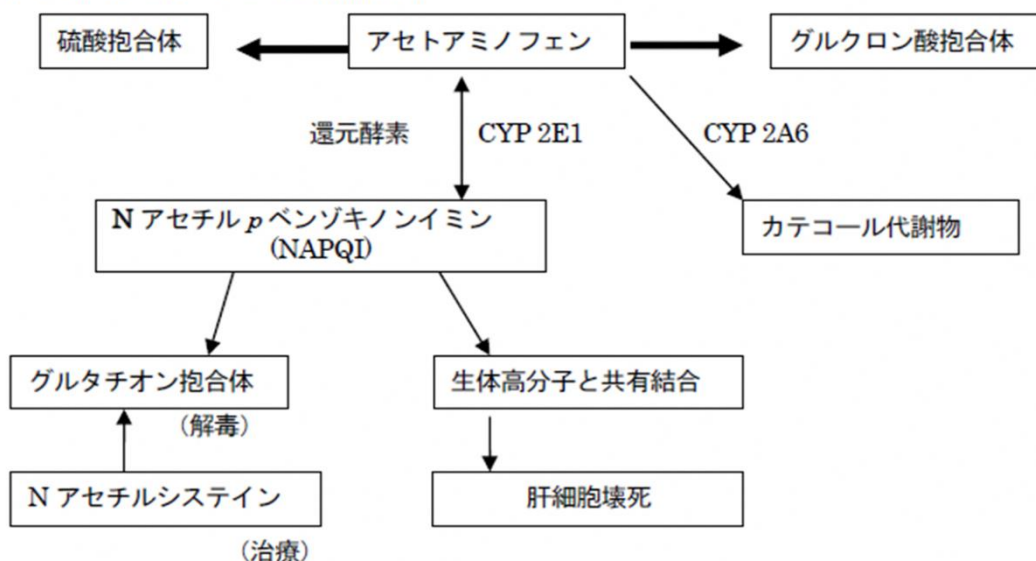 硫酸抱合体
アセトアミノフェン
グルクロン酸抱合体
還元酵素
CYP 2E1
CYP 2A6
N アセチル p ベンゾキノンイミン
(NAPQI)
カテコール代謝物
グルタチオン抱合体
生体高分子と共有結合
（解毒）
N アセチルシステイン
肝細胞壊死
（治療）